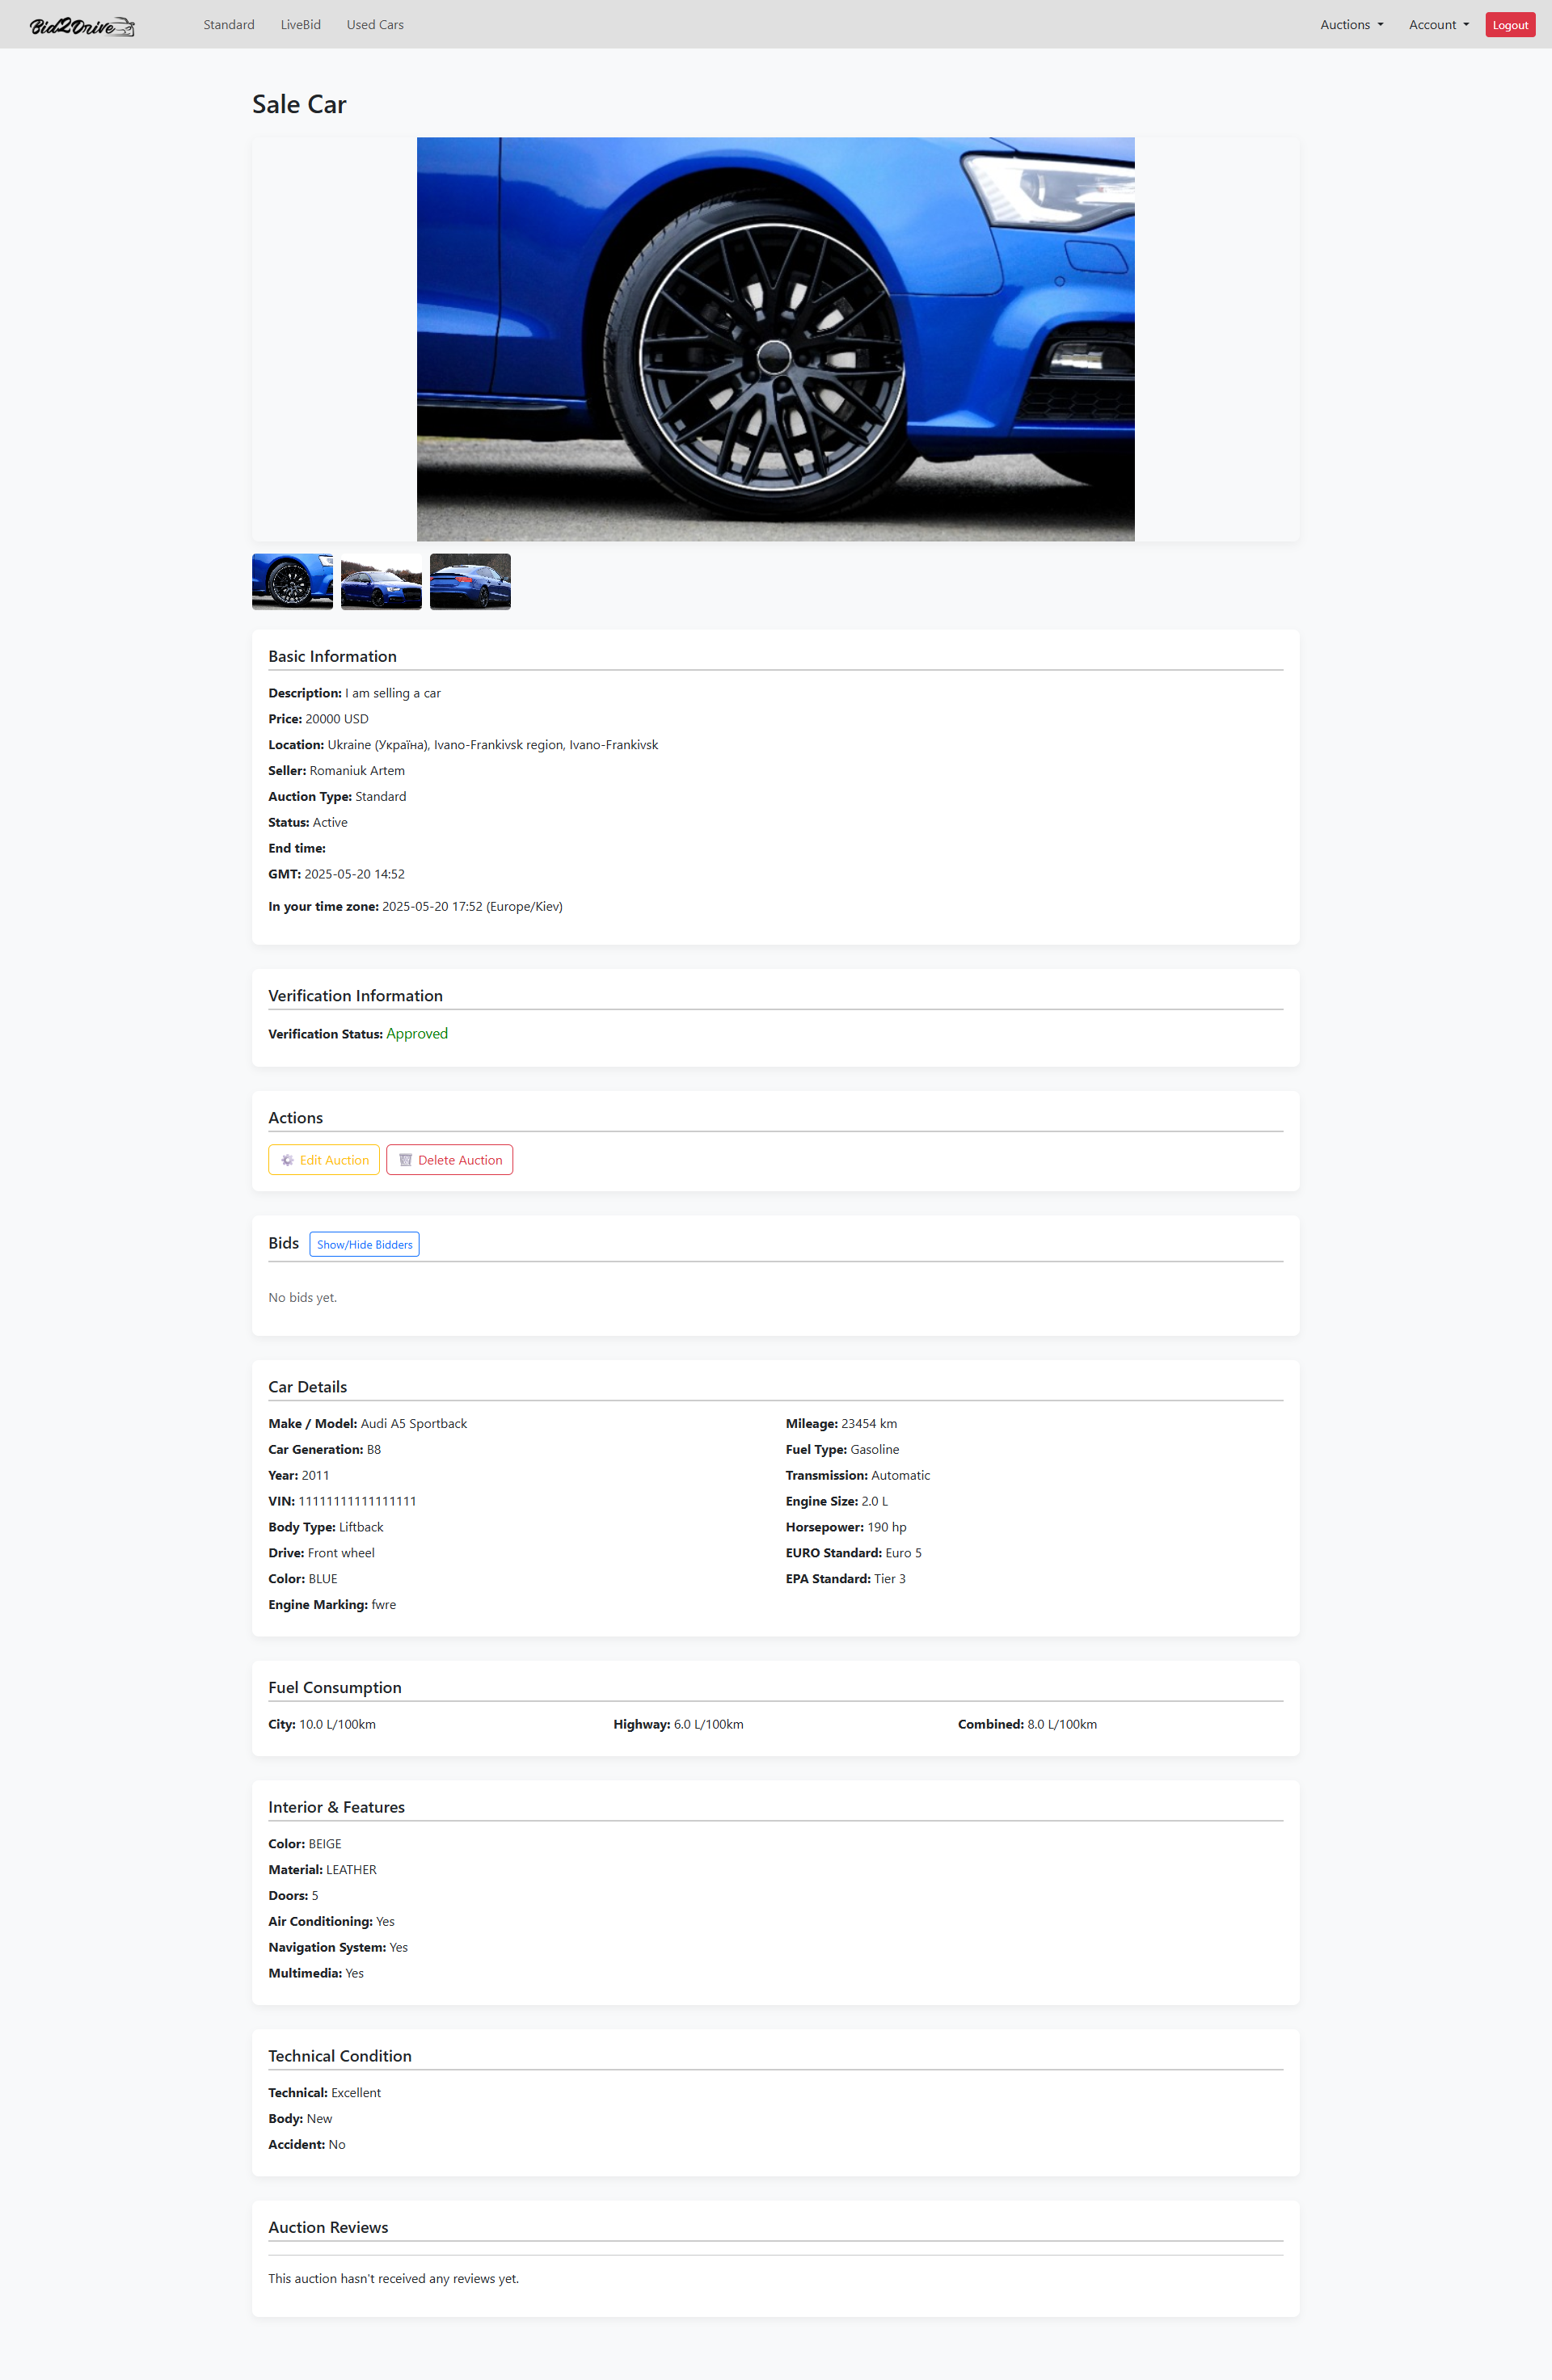 Bid2Drive Standard LiveBid Used Cars Auctions Account Logout
Sale Car
Basic Information
Description: I am selling a car
Price: 20000 USD
Location: Ukraine (Україна), Ivano-Frankivsk region, Ivano-Frankivsk
Seller: Romaniuk Artem
Auction Type: Standard
Status: Active
End time:
GMT: 2025-05-20 14:52
In your time zone: 2025-05-20 17:52 (Europe/Kiev)
Verification Information
Verification Status: Approved
Actions
Edit Auction Delete Auction
Bids Show/Hide Bidders
No bids yet.
Car Details
Make / Model: Audi A5 Sportback
Car Generation: B8
Year: 2011
VIN: 11111111111111111
Body Type: Liftback
Drive: Front wheel
Color: BLUE
Engine Marking: fwre
Mileage: 23454 km
Fuel Type: Gasoline
Transmission: Automatic
Engine Size: 2.0 L
Horsepower: 190 hp
EURO Standard: Euro 5
EPA Standard: Tier 3
Fuel Consumption
City: 10.0 L/100km Highway: 6.0 L/100km Combined: 8.0 L/100km
Interior & Features
Color: BEIGE
Material: LEATHER
Doors: 5
Air Conditioning: Yes
Navigation System: Yes
Multimedia: Yes
Technical Condition
Technical: Excellent
Body: New
Accident: No
Auction Reviews
This auction hasn't received any reviews yet.